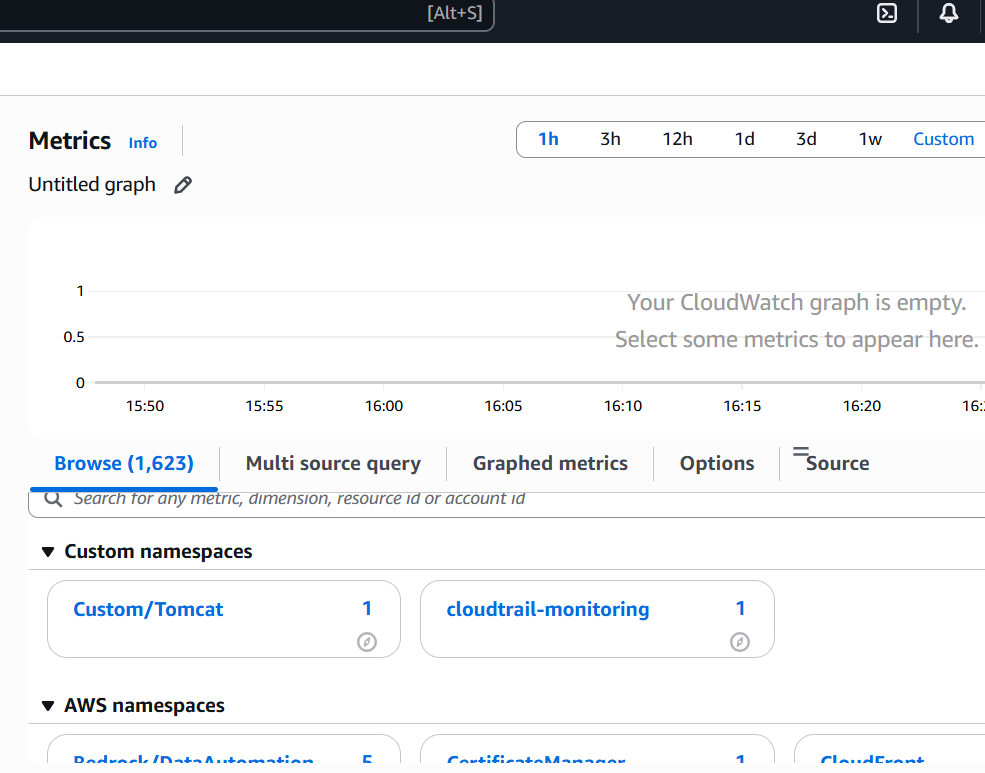 [Alt+S]
Metrics Info 1h 3h 12h 1d 3d 1w Custom
Untitled graph
1
Your CloudWatch graph is empty.
0.5
Select some metrics to appear here.
0
15:50 15:55 16:00 16:05 16:10 16:15 16:20 16:
Browse (1,623) Multi source query Graphed metrics Options Source
Search for any metric, dimension, resource id or account id
Custom namespaces
Custom/Tomcat 1 cloudtrail-monitoring 1
AWS namespaces
Bedrock/DataAutomation 5 CertificateManager 1 CloudFront